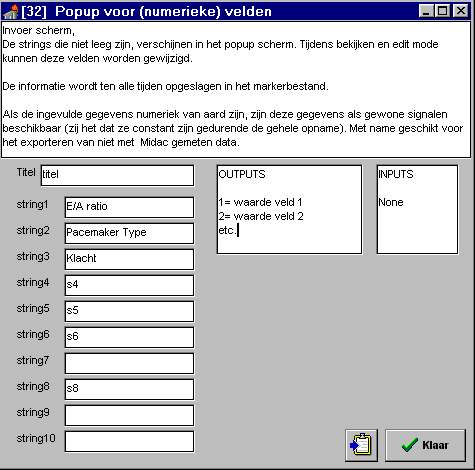 [32] Popup voor (numerieke) velden
Invoer scherm,
De strings die niet leeg zijn, verschijnen in het popup scherm. Tijdens bekijken en edit mode
kunnen deze velden worden gewijzigd.
De informatie wordt ten alle tijden opgeslagen in het markerbestand.
Als de ingevulde gegevens numeriek van aard zijn, zijn deze gegevens als gewone signalen
beschikbaar (zij het dat ze constant zijn gedurende de gehele opname). Met name geschikt voor
het exporteren van niet met Midac gemeten data.
Titel titel
string1 E/A ratio
string2 Pacemaker Type
string3 Klacht
string4 s4
string5 s5
string6 s6
string7
string8 s8
string9
string10
OUTPUTS
1= waarde veld 1
2= waarde veld 2
etc.
INPUTS
None
Klaar